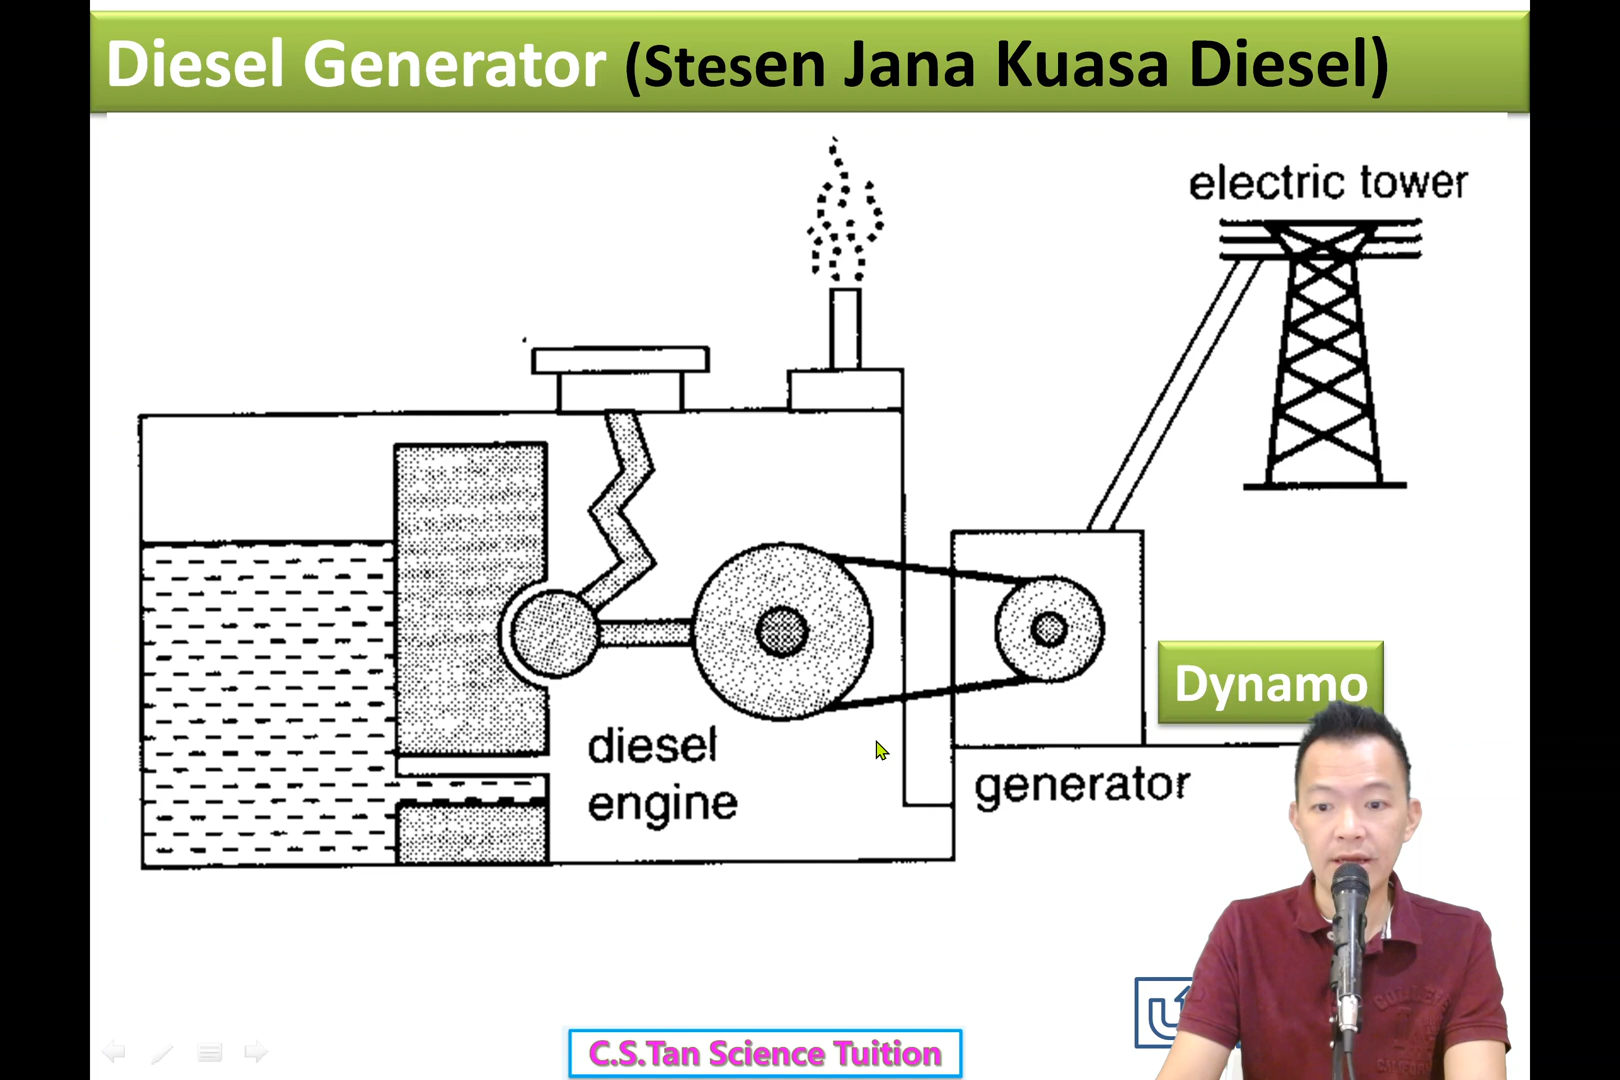 Diesel Generator (Stesen Jana Kuasa Diesel)
electric tower
Dynamo
diesel
engine
generator
C.S.Tan Science Tuition